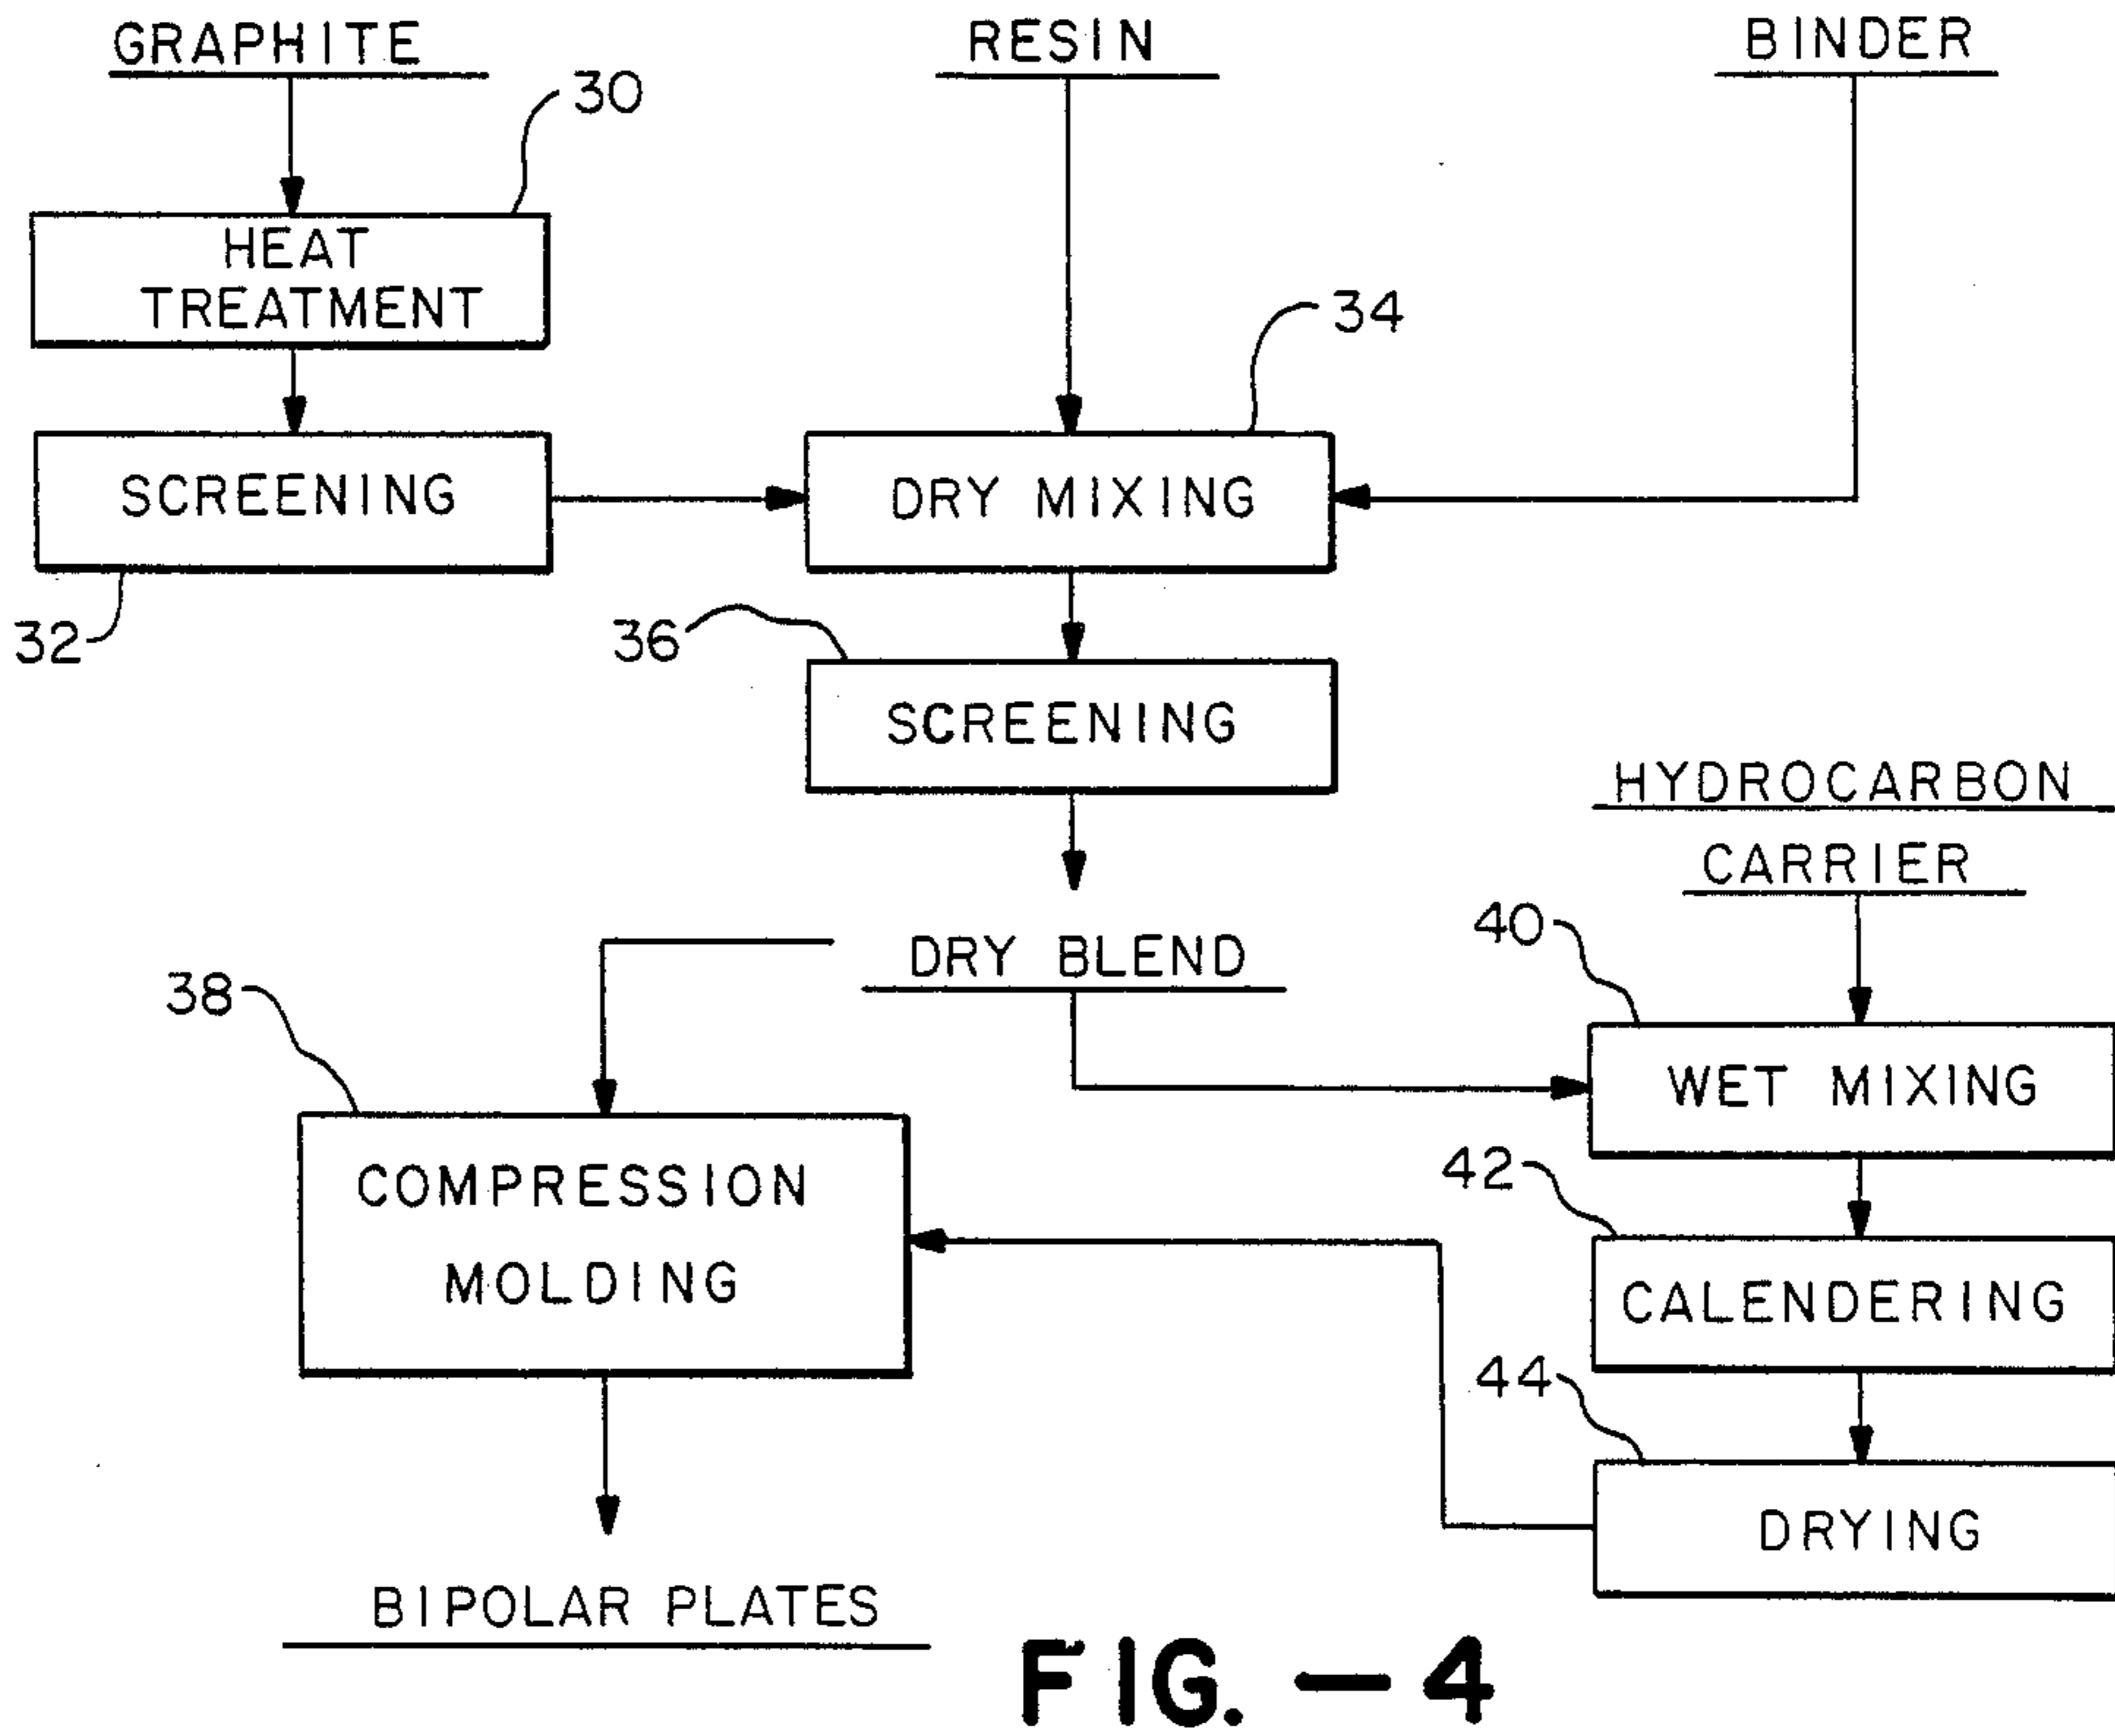 GRAPHITE
RESIN
BINDER
30
HEAT
TREATMENT
34
SCREENING
DRY MIXING
32
36
SCREENING
HYDROCARBON
CARRIER
40
DRY BLEND
38
WET MIXING
COMPRESSION
MOLDING
42
CALENDERING
44
DRYING
BIPOLAR PLATES
FIG. - 4